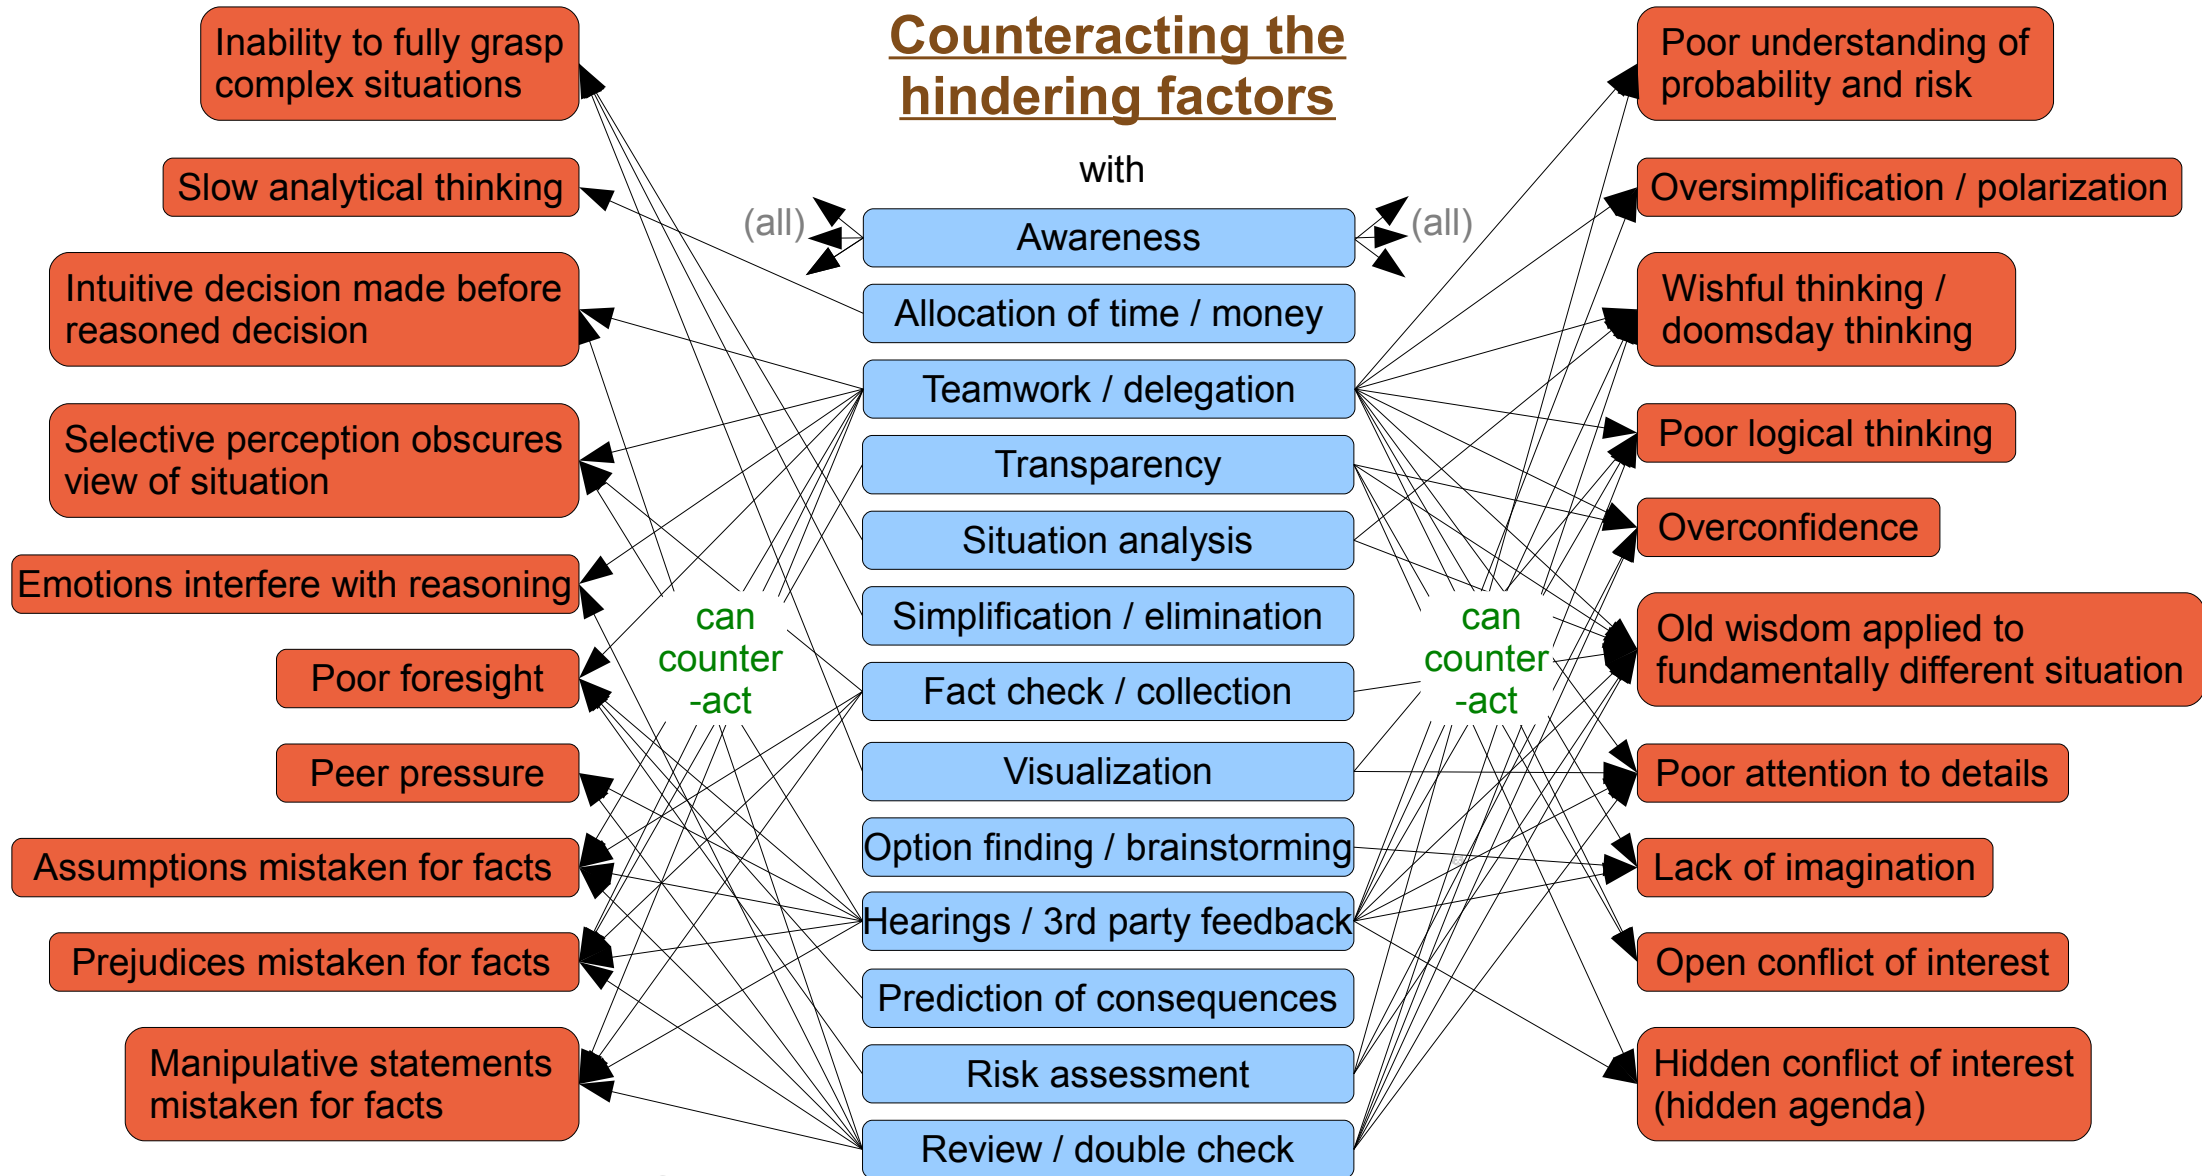 Counteracting the
hindering factors
with
Inability to fully grasp
complex situations
Slow analytical thinking
Intuitive decision made before
reasoned decision
Selective perception obscures
view of situation
Emotions interfere with reasoning
Poor foresight
Peer pressure
Assumptions mistaken for facts
Prejudices mistaken for facts
Manipulative statements
mistaken for facts
(all)
can
counter
-act
Awareness
Allocation of time / money
Teamwork / delegation
Transparency
Situation analysis
Simplification / elimination
Fact check / collection
Visualization
Option finding / brainstorming
Hearings / 3rd party feedback
Prediction of consequences
Risk assessment
Review / double check
(all)
can
counter
-act
Poor understanding of
probability and risk
Oversimplification / polarization
Wishful thinking /
doomsday thinking
Poor logical thinking
Overconfidence
Old wisdom applied to
fundamentally different situation
Poor attention to details
Lack of imagination
Open conflict of interest
Hidden conflict of interest
(hidden agenda)